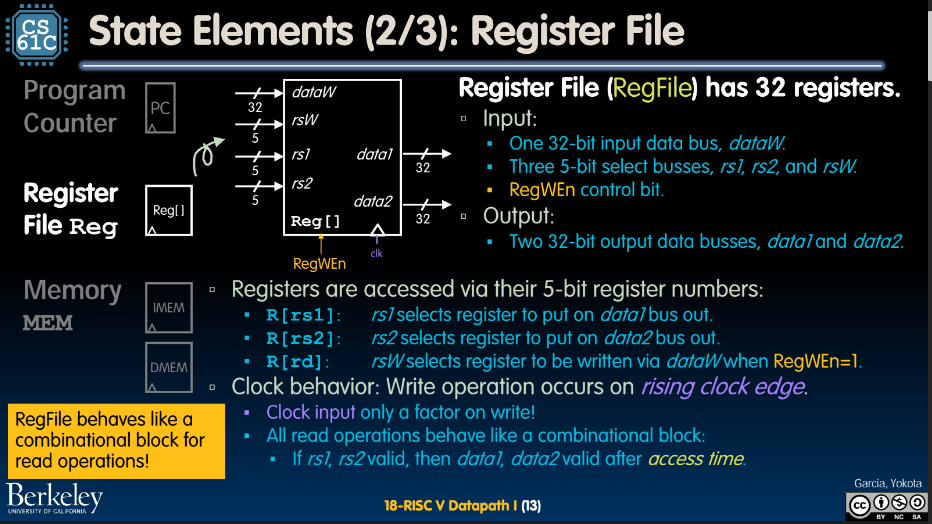 CS
61C
State Elements (2/3): Register File
Program
Counter
PC
Register
File Reg
Reg[]
Memory
MEM
IMEM
DMEM
dataW
32
rsW
5
rs1
5
rs2
5
data1
32
data2
32
Reg[]
RegWEn
clk
Register File (RegFile) has 32 registers.
Input:
One 32-bit input data bus, dataW.
Three 5-bit select busses, rs1, rs2, and rsW.
RegWEn control bit.
Output:
Two 32-bit output data busses, data1 and data2.
Registers are accessed via their 5-bit register numbers:
R[rs1]: rs1 selects register to put on data1 bus out.
R[rs2]: rs2 selects register to put on data2 bus out.
R[rd]: rsW selects register to be written via dataW when RegWEn=1.
Clock behavior: Write operation occurs on rising clock edge.
Clock input only a factor on write!
All read operations behave like a combinational block:
If rs1, rs2 valid, then data1, data2 valid after access time.
RegFile behaves like a
combinational block for
read operations!
Berkeley
UNIVERSITY OF CALIFORNIA
18-RISC V Datapath I (13)
Garcia, Yokota
cc
BY NC SA